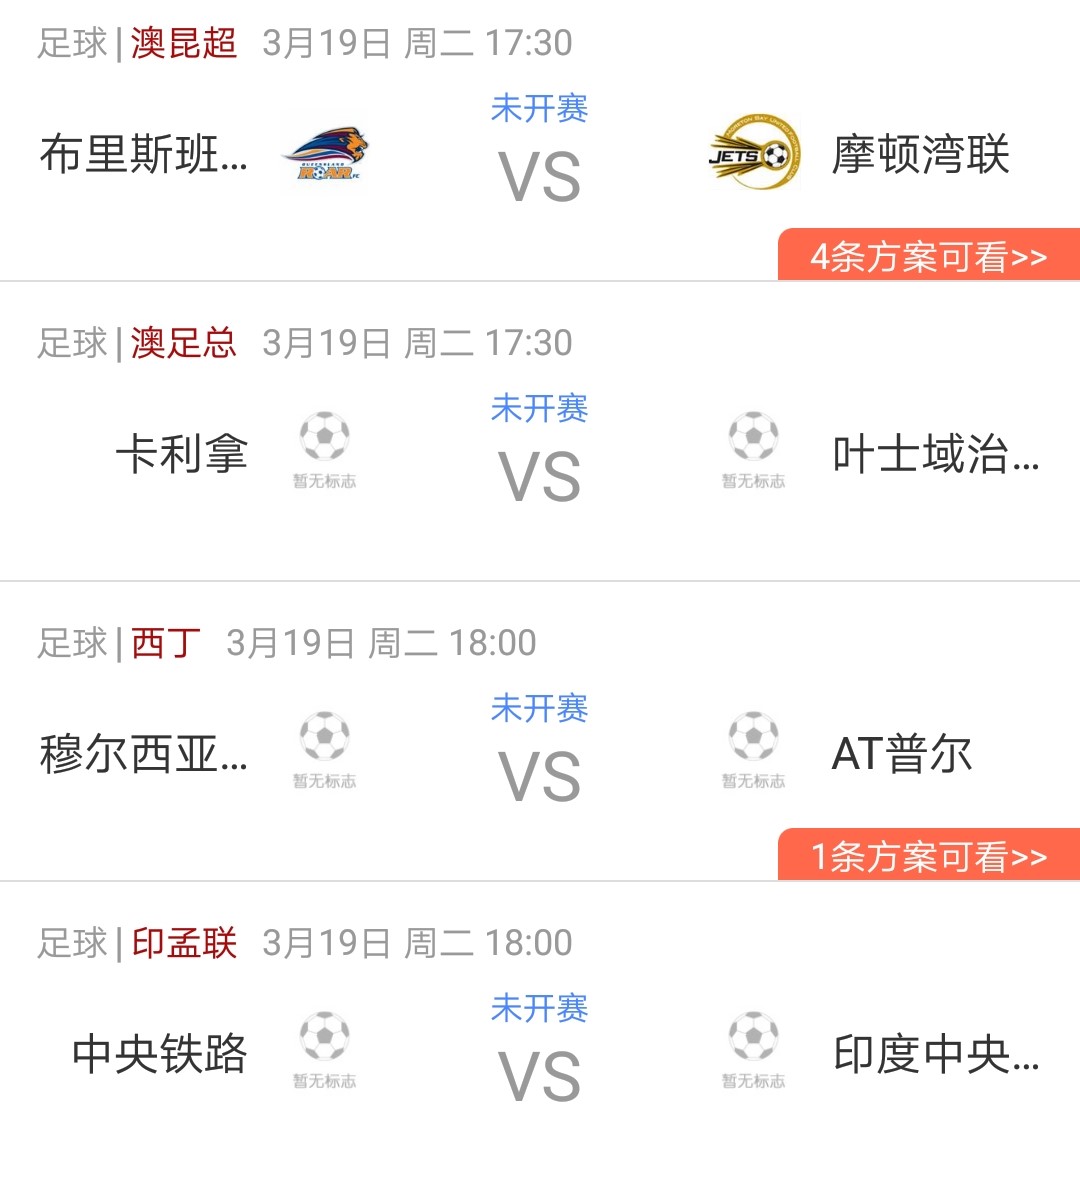 足球|澳昆超 3月19日 周二 17:30
未开赛
布里斯班... QUEENSLAND ROAR FC VS MORETON BAY UNITED FOOTBALL CLUB JETS 摩顿湾联
4条方案可看>>
足球|澳足总 3月19日 周二 17:30
未开赛
卡利拿 VS 叶士域治...
暂无标志 暂无标志
足球|西丁 3月19日 周二 18:00
未开赛
穆尔西亚... VS AT普尔
暂无标志 暂无标志
1条方案可看>>
足球|印孟联 3月19日 周二 18:00
未开赛
中央铁路 VS 印度中央...
暂无标志 暂无标志